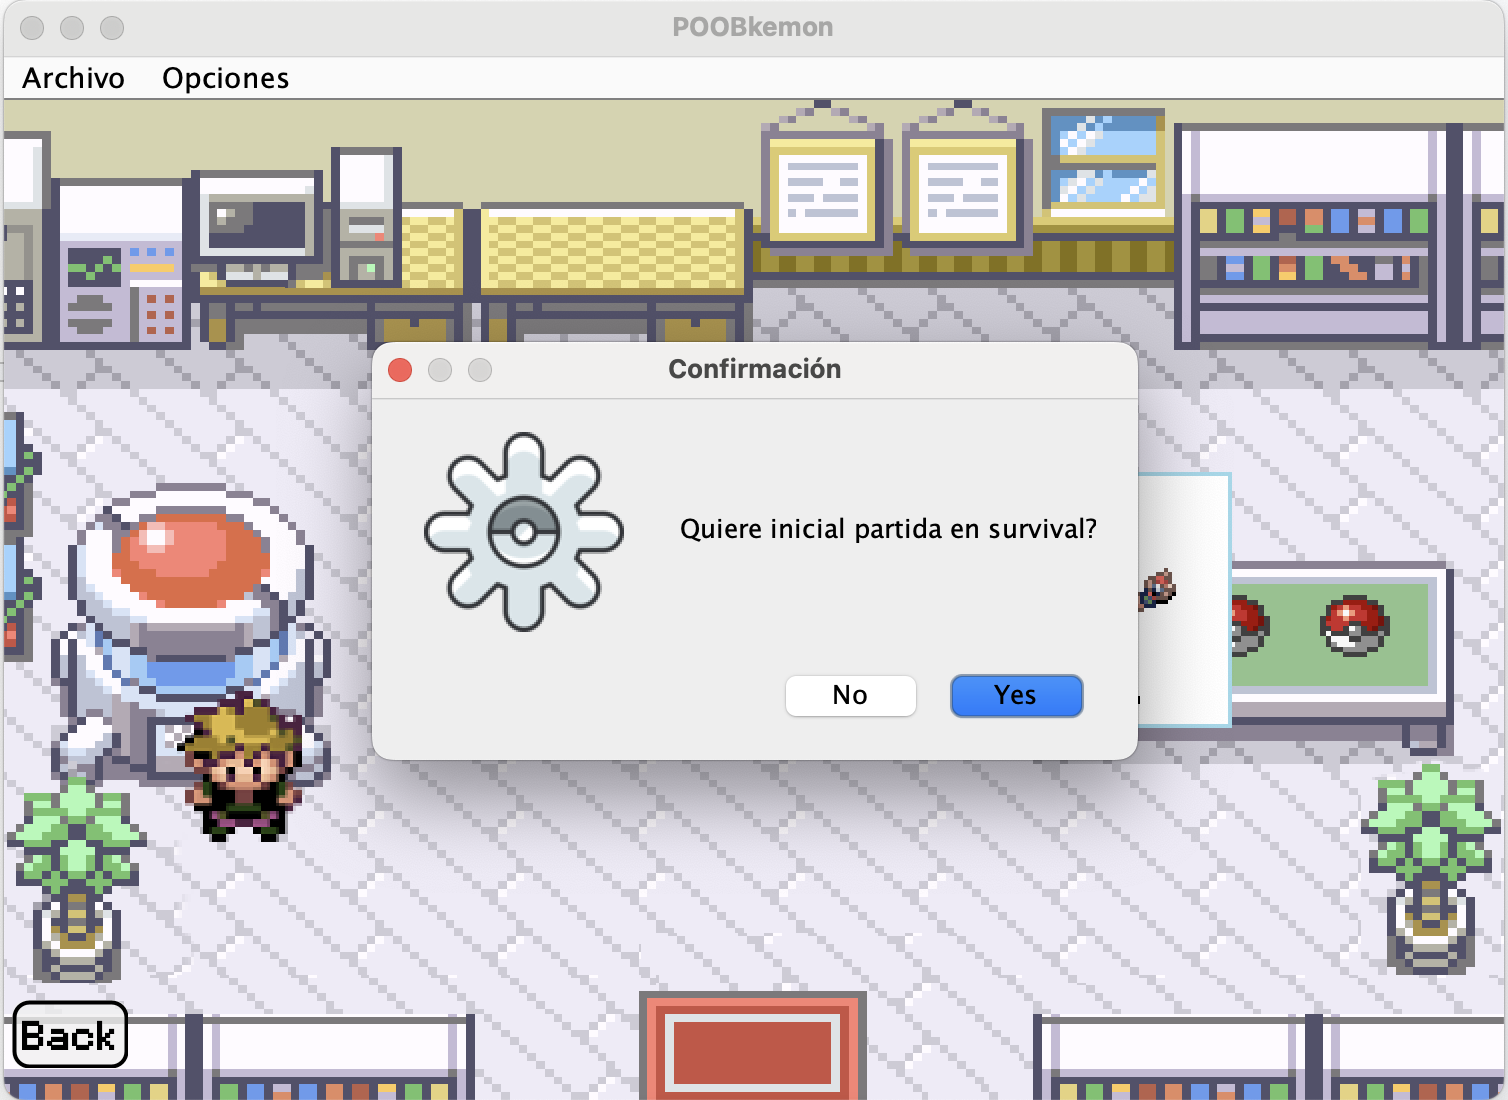 POOBkemon
Archivo Opciones
Confirmación
Quiere inicial partida en survival?
No Yes
Back